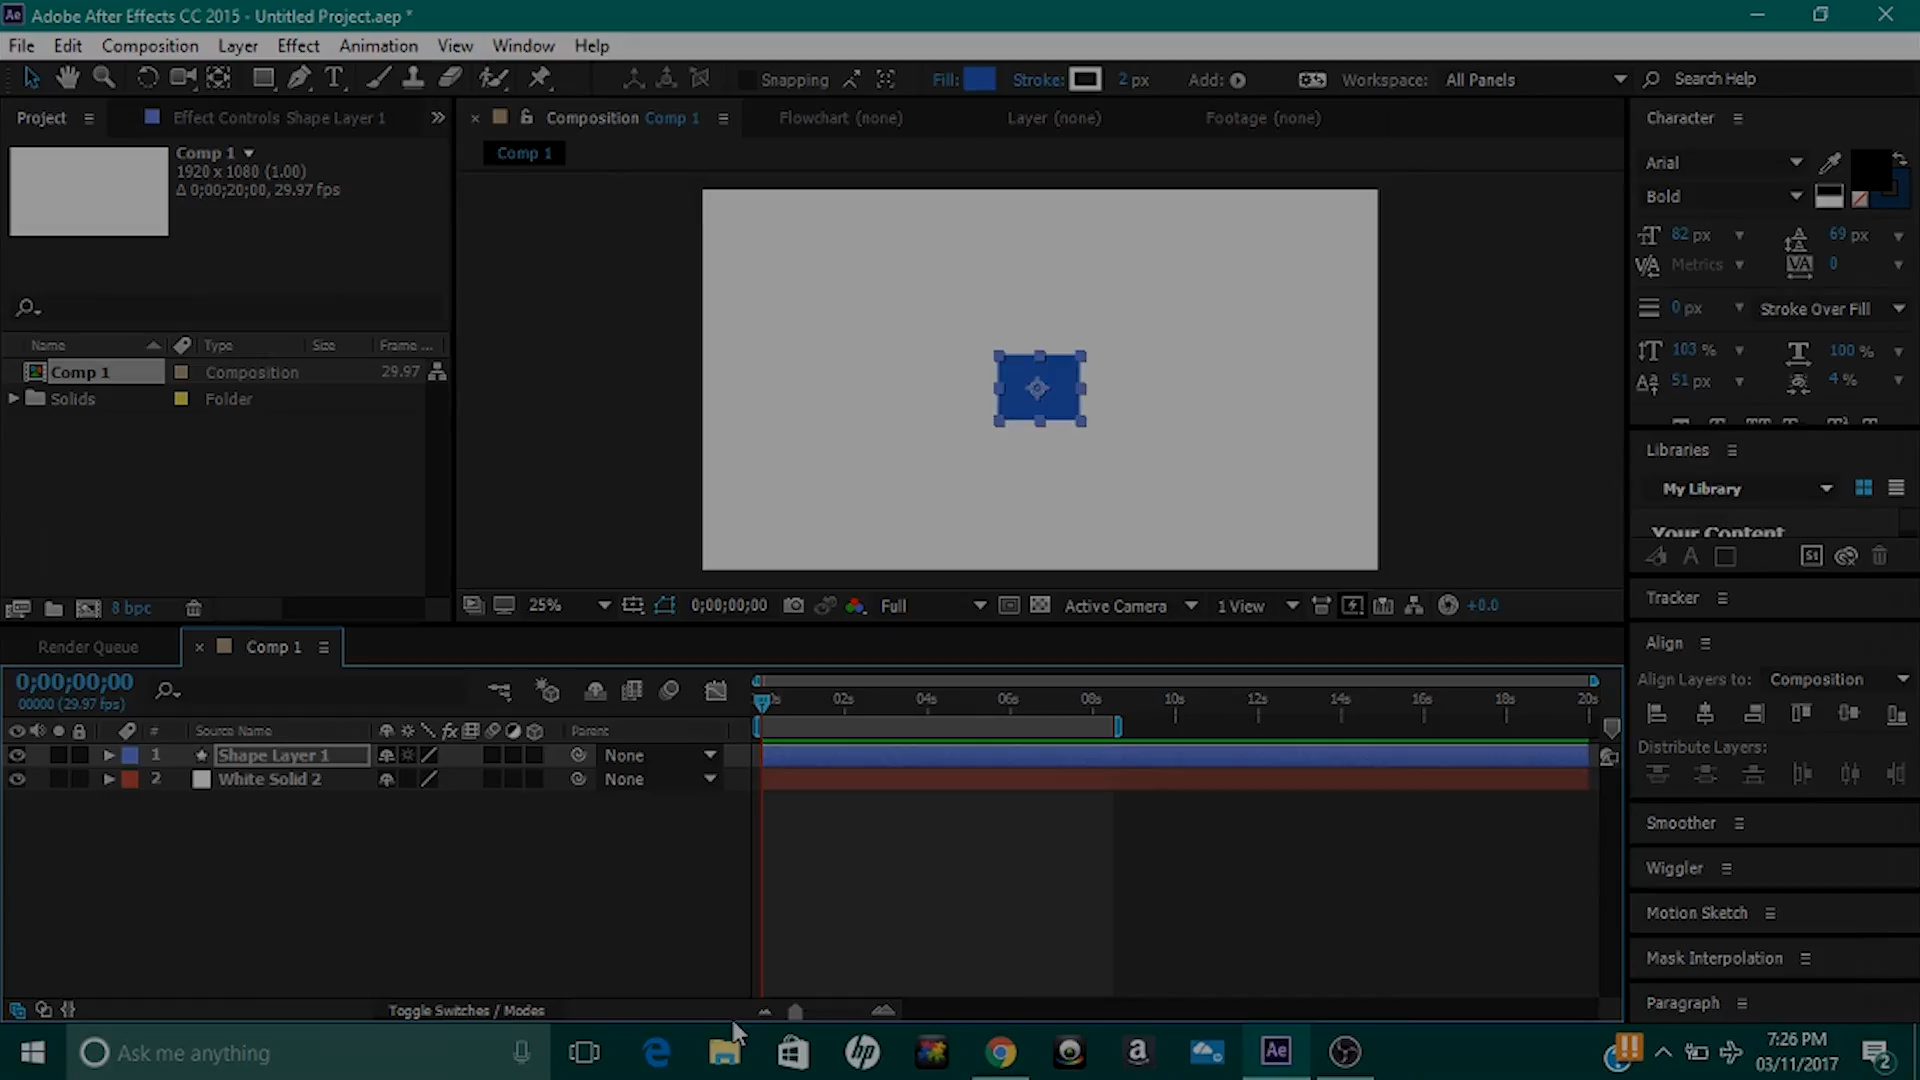 Adobe After Effects CC 2015 - Untitled Project.aep *
File Edit Composition Layer Effect Animation View Window Help
Snapping Fill: Stroke: 2 px Add: Workspace: All Panels Search Help
Project Effect Controls Shape Layer 1
Composition Comp 1 Flowchart (none) Layer (none) Footage (none)
Comp 1
Comp 1
1920 x 1080 (1.00)
Δ 0;00;20;00, 29.97 fps
Name Type Size Frame ...
Comp 1 Composition 29.97
Solids Folder
8 bpc
25% 0;00;00;00 Full Active Camera 1 View +0.0
Character
Arial
Bold
82 px 69 px
Metrics 0
0 px Stroke Over Fill
103 % 100 %
51 px 4 %
Libraries
My Library
Your Content
Tracker
Align
Align Layers to: Composition
Distribute Layers:
Smoother
Wiggler
Motion Sketch
Mask Interpolation
Paragraph
Render Queue Comp 1
0;00;00;00
00000 (29.97 fps)
02s 04s 06s 08s 10s 12s 14s 16s 18s 20s
# Source Name fx Parent
1 Shape Layer 1 None
2 White Solid 2 None
Toggle Switches / Modes
Ask me anything
hp
a
Ae
7:26 PM
03/11/2017
2